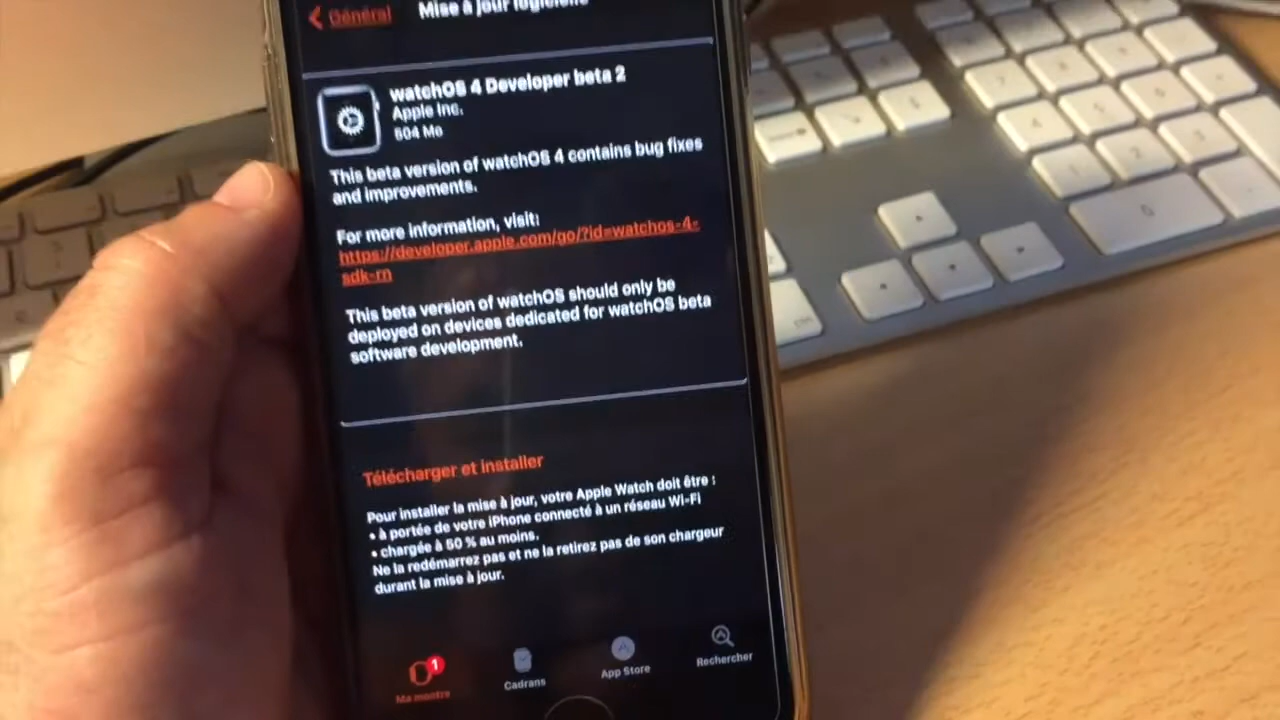 Général
Mise à jour logicielle
watchOS 4 Developer beta 2
Apple Inc.
604 Mo
This beta version of watchOS 4 contains bug fixes
and improvements.
For more information, visit:
https://developer.apple.com/go/?id=watchos-4-
sdk-rn
This beta version of watchOS should only be
deployed on devices dedicated for watchOS beta
software development.
Télécharger et installer
Pour installer la mise à jour, votre Apple Watch doit être :
• à portée de votre iPhone connecté à un réseau Wi-Fi
• chargée à 50 % au moins.
Ne la redémarrez pas et ne la retirez pas de son chargeur
durant la mise à jour.
1
Ma montre
Cadrans
App Store
Rechercher